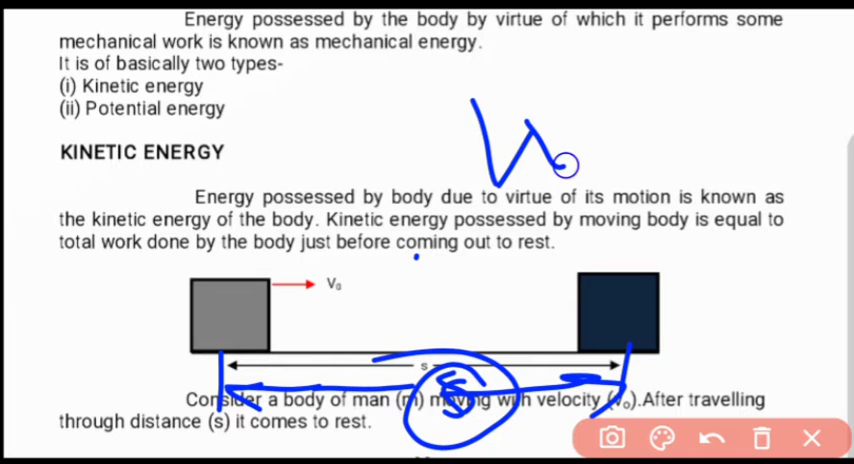 Energy possessed by the body by virtue of which it performs some
mechanical work is known as mechanical energy.
It is of basically two types-
(i) Kinetic energy
(ii) Potential energy
KINETIC ENERGY
Energy possessed by body due to virtue of its motion is known as
the kinetic energy of the body. Kinetic energy possessed by moving body is equal to
total work done by the body just before coming out to rest.
V₀
s
Consider a body of man (m) moving with velocity (v₀).After travelling
through distance (s) it comes to rest.